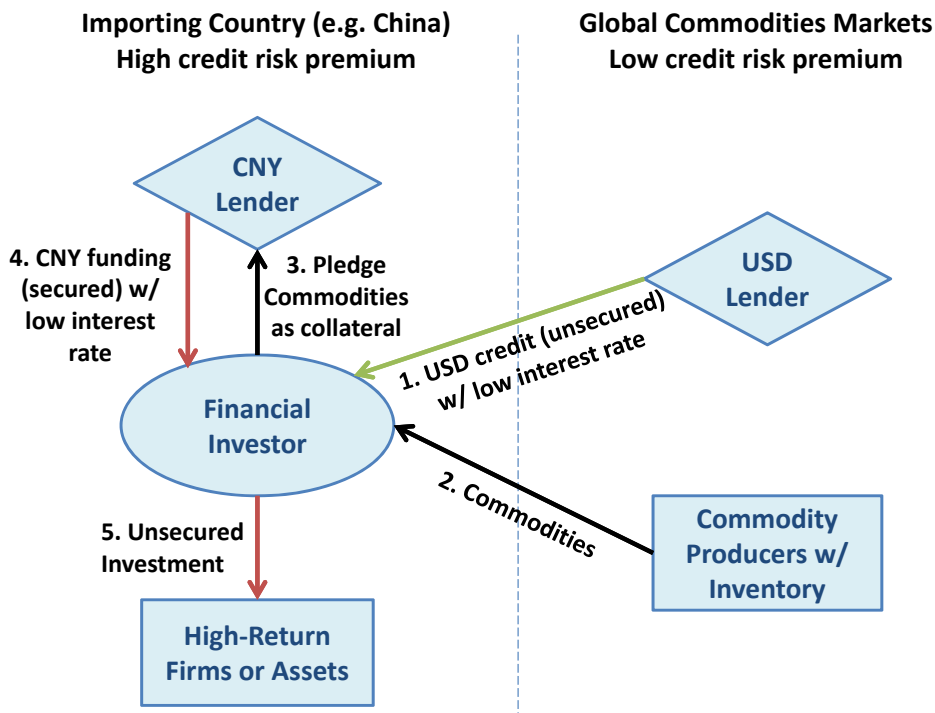 Importing Country (e.g. China)
High credit risk premium
Global Commodities Markets
Low credit risk premium
CNY
Lender
4. CNY funding
(secured) w/
low interest
rate
3. Pledge
Commodities
as collateral
USD
Lender
1. USD credit (unsecured)
w/ low interest rate
Financial
Investor
2. Commodities
Commodity
Producers w/
Inventory
5. Unsecured
Investment
High-Return
Firms or Assets